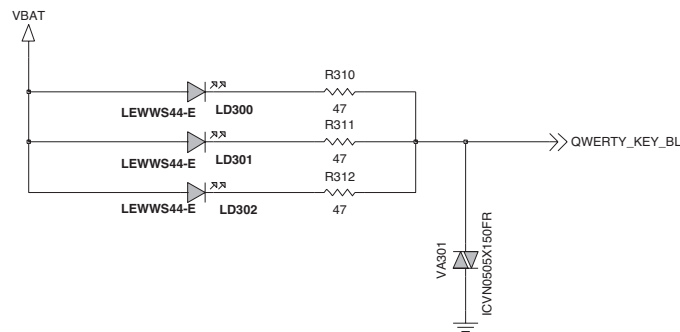 VBAT
R310
LEWWS44-E LD300
47
R311
LEWWS44-E LD301
47
QWERTY_KEY_BL
R312
LEWWS44-E LD302
47
VA301
ICVN0505X150FR